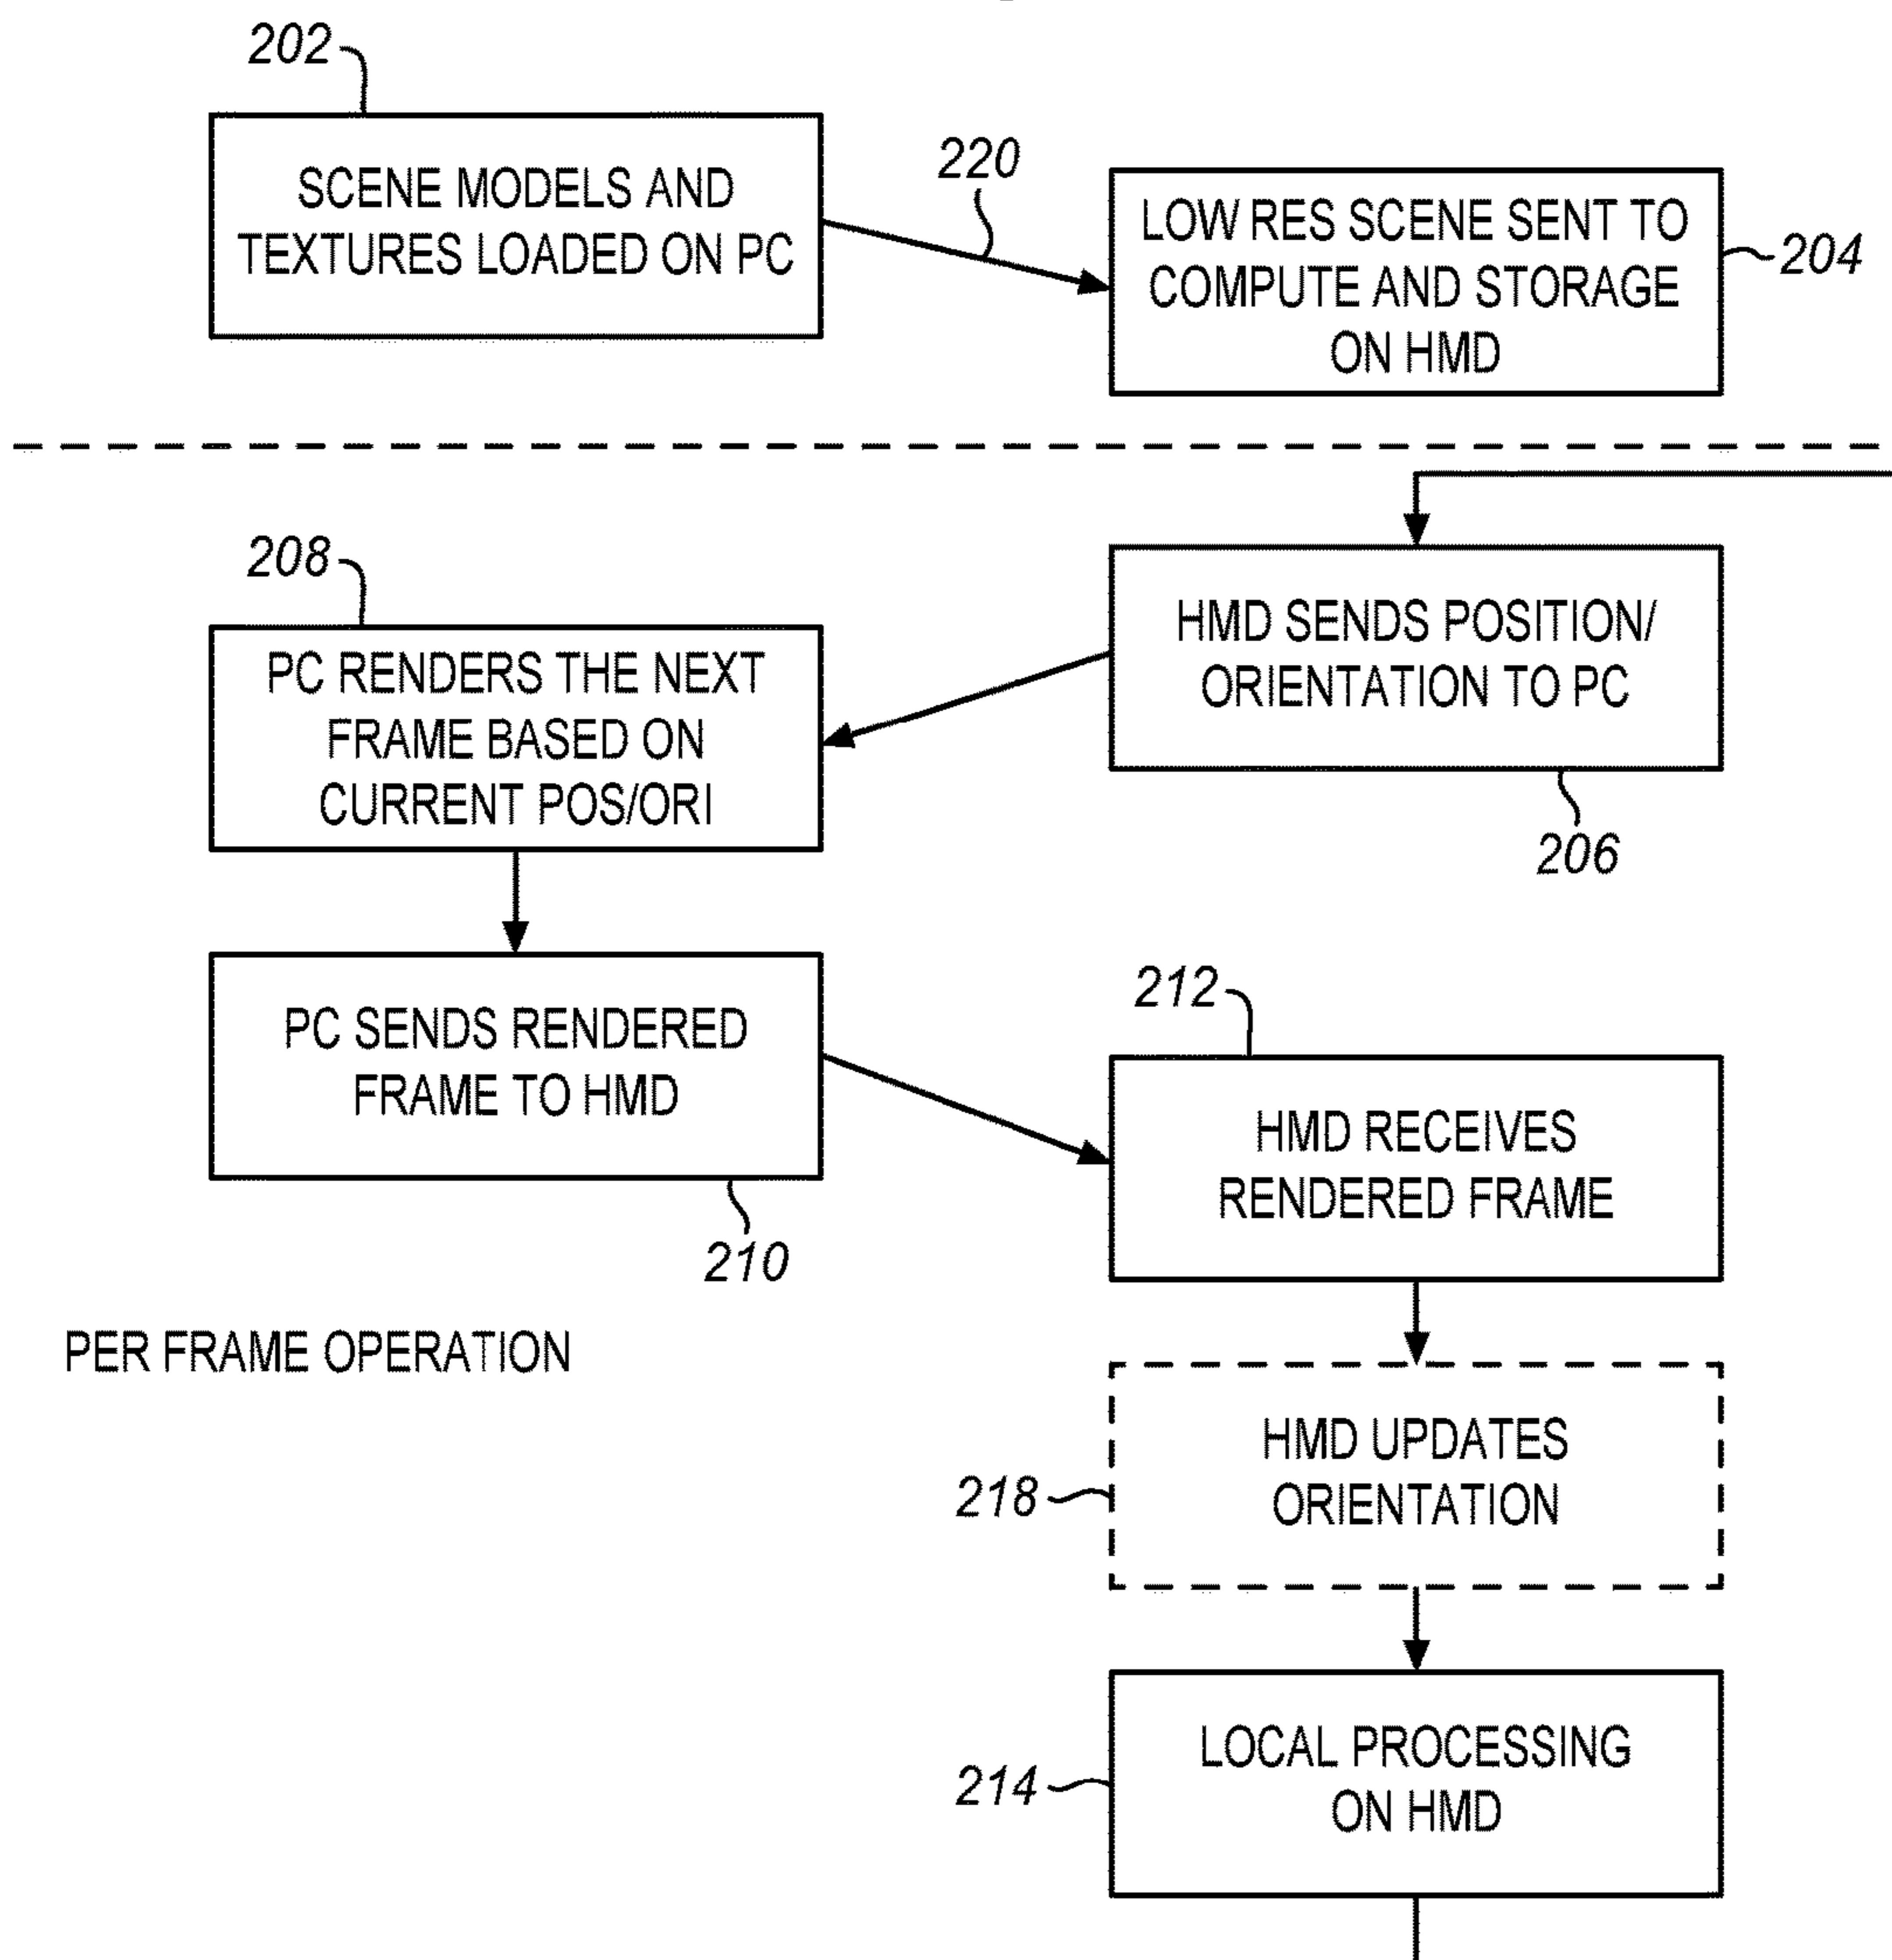 202
SCENE MODELS AND
TEXTURES LOADED ON PC
220
LOW RES SCENE SENT TO
COMPUTE AND STORAGE
ON HMD
204
HMD SENDS POSITION/
ORIENTATION TO PC
206
208
PC RENDERS THE NEXT
FRAME BASED ON
CURRENT POS/ORI
PC SENDS RENDERED
FRAME TO HMD
210
212
HMD RECEIVES
RENDERED FRAME
PER FRAME OPERATION
HMD UPDATES
ORIENTATION
218
LOCAL PROCESSING
ON HMD
214